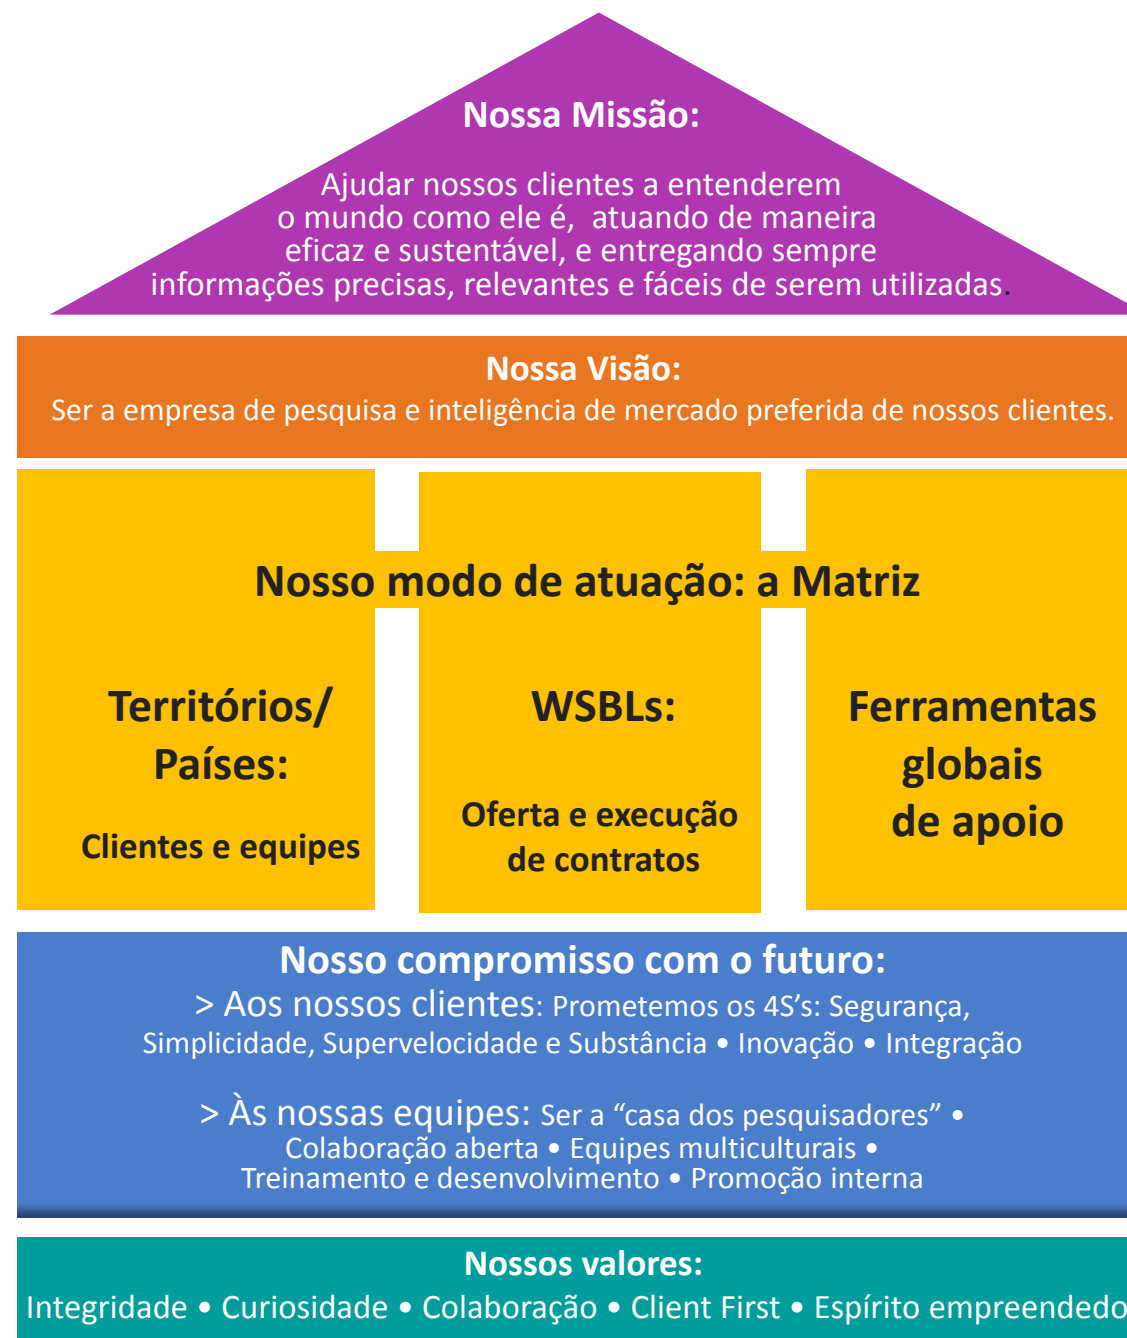 Nossa Missão:
Ajudar nossos clientes a entenderem
o mundo como ele é, atuando de maneira
eficaz e sustentável, e entregando sempre
informações precisas, relevantes e fáceis de serem utilizadas.
Nossa Visão:
Ser a empresa de pesquisa e inteligência de mercado preferida de nossos clientes.
Nosso modo de atuação: a Matriz
Territórios/
Países:
Clientes e equipes
WSBLs:
Oferta e execução
de contratos
Ferramentas
globais
de apoio
Nosso compromisso com o futuro:
> Aos nossos clientes: Prometemos os 4S's: Segurança,
Simplicidade, Supervelocidade e Substância • Inovação • Integração
> Às nossas equipes: Ser a “casa dos pesquisadores” •
Colaboração aberta • Equipes multiculturais •
Treinamento e desenvolvimento • Promoção interna
Nossos valores:
Integridade • Curiosidade • Colaboração • Client First • Espírito empreendedo